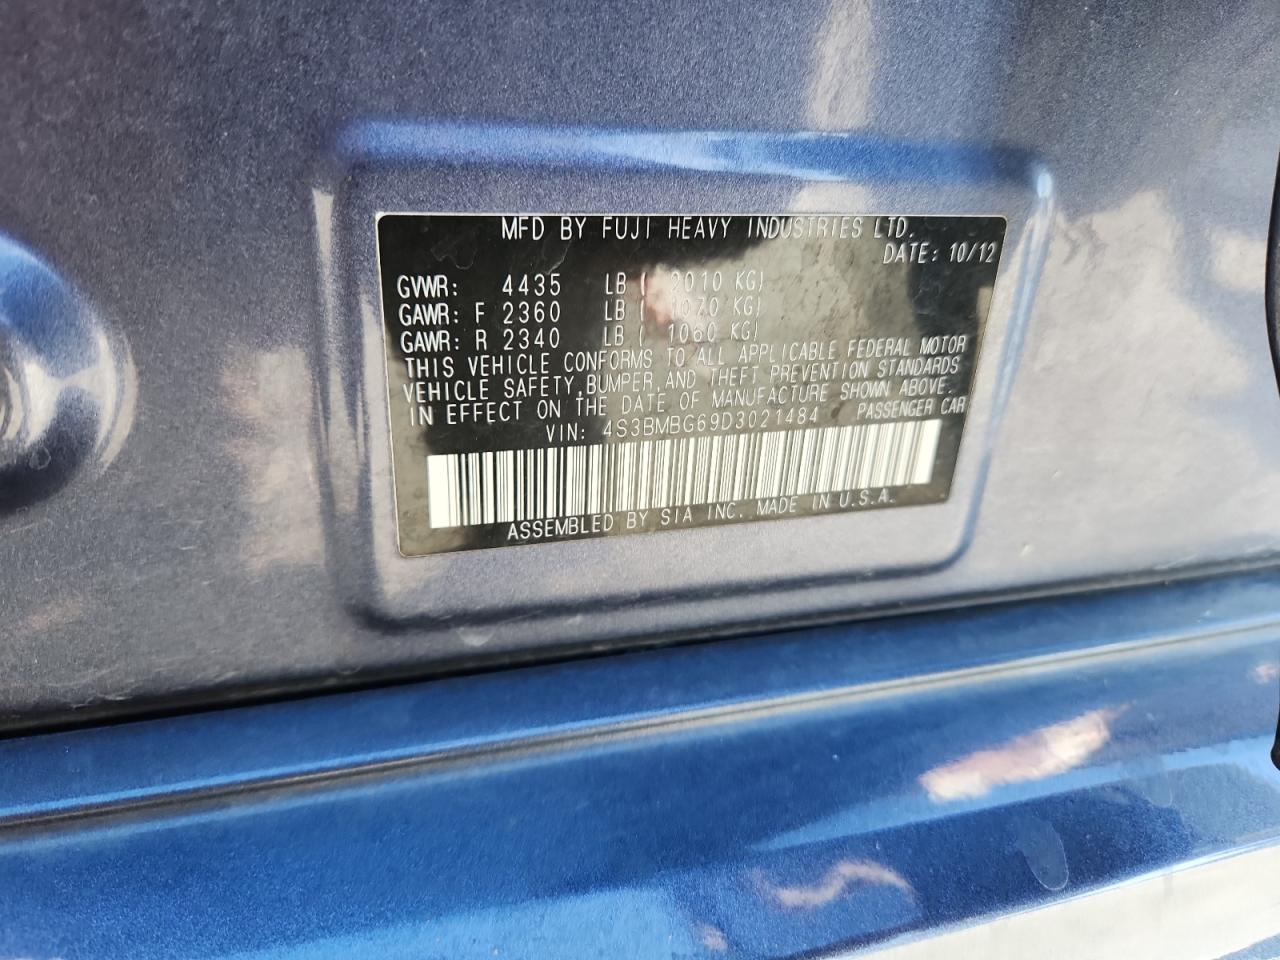 MFD BY FUJI HEAVY INDUSTRIES LTD.
DATE: 10/12
GVWR: 4435 LB ( 2010 KG)
GAWR: F 2360 LB ( 1070 KG)
GAWR: R 2340 LB ( 1060 KG)
THIS VEHICLE CONFORMS TO ALL APPLICABLE FEDERAL MOTOR
VEHICLE SAFETY,BUMPER,AND THEFT PREVENTION STANDARDS
IN EFFECT ON THE DATE OF MANUFACTURE SHOWN ABOVE.
VIN: 4S3BMBG69D3021484 PASSENGER CAR
ASSEMBLED BY SIA INC. MADE IN U.S.A.